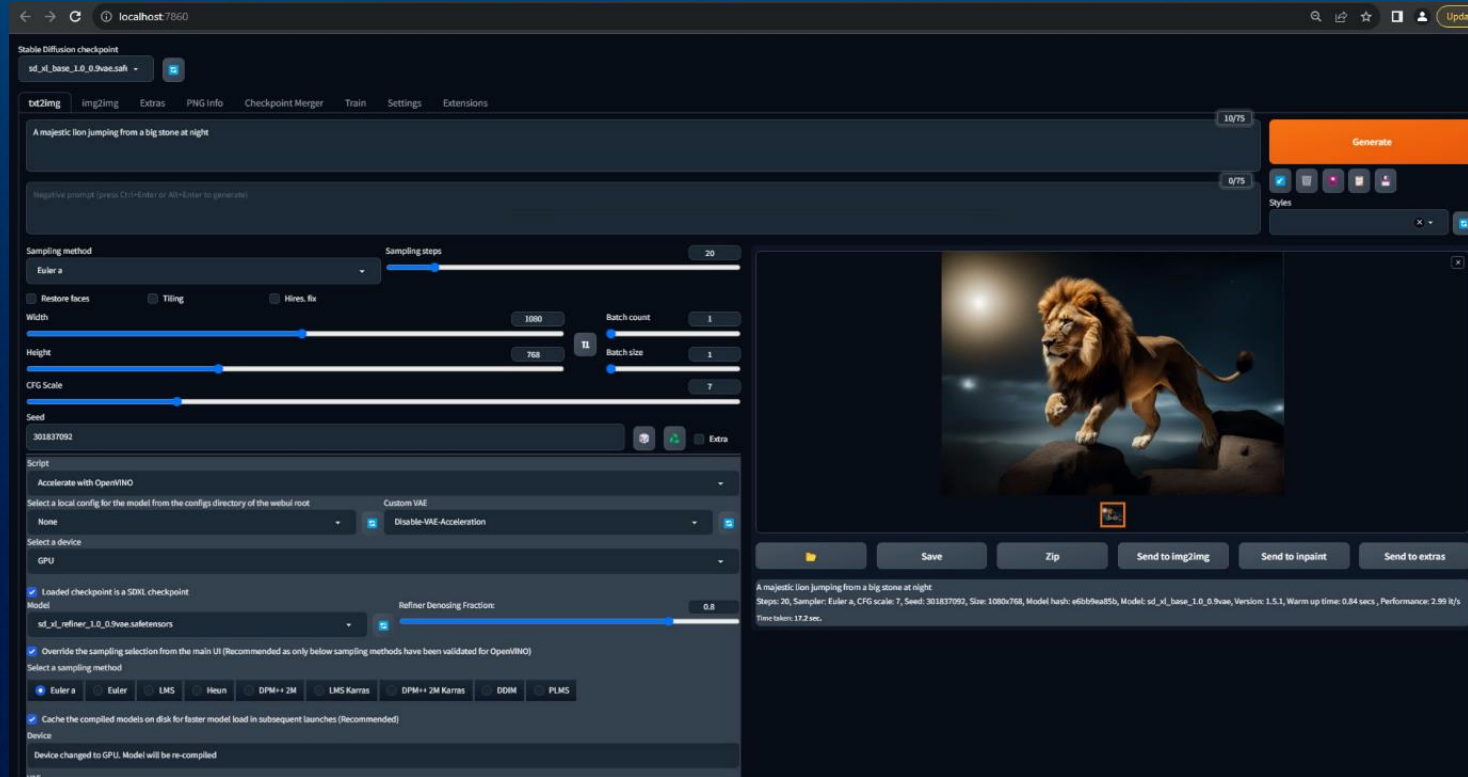 localhost:7860
Upda
Stable Diffusion checkpoint
sd_xl_base_1.0_0.9vae.safe
txt2img img2img Extras PNG Info Checkpoint Merger Train Settings Extensions
10/75
A majestic lion jumping from a big stone at night
Generate
0/75
Negative prompt (press Ctrl+Enter or Alt+Enter to generate)
Styles
Sampling method Sampling steps 20
Euler a
Restore faces Tiling Hires. fix
Width 1080 Batch count 1
Height 768 Batch size 1
CFG Scale 7
Seed
301837092 Extra
Script
Accelerate with OpenVINO
Select a local config for the model from the configs directory of the webui root Custom VAE
None Disable-VAE-Acceleration
Select a device
GPU
Loaded checkpoint is a SDXL checkpoint
Model Refiner Denosing Fraction: 0.8
sd_xl_refiner_1.0_0.9vae.safetensors
Override the sampling selection from the main UI (Recommended as only below sampling methods have been validated for OpenVINO)
Select a sampling method
Euler a Euler LMS Heun DPM++ 2M LMS Karras DPM++ 2M Karras DDIM PLMS
Cache the compiled models on disk for faster model load in subsequent launches (Recommended)
Device
Device changed to GPU. Model will be re-compiled
VAE
Save Zip Send to img2img Send to inpaint Send to extras
A majestic lion jumping from a big stone at night
Steps: 20, Sampler: Euler a, CFG scale: 7, Seed: 301837092, Size: 1080x768, Model hash: e6bb9ea85b, Model: sd_xl_base_1.0_0.9vae, Version: 1.5.1, Warm up time: 0.84 secs , Performance: 2.99 it/s
Time taken: 17.2 sec.